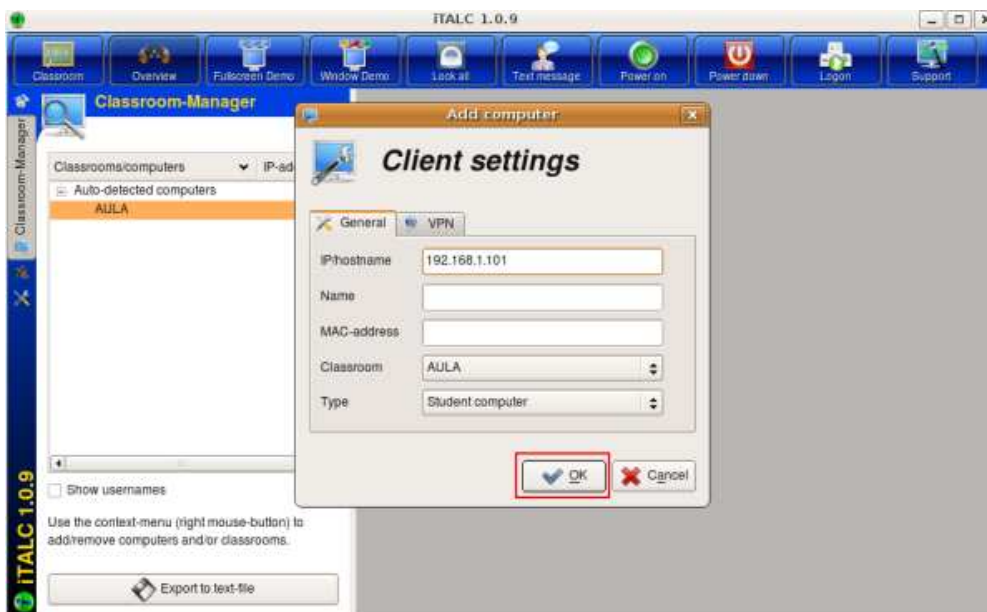 iTALC 1.0.9
Classroom
Overview
Fullscreen Demo
Window Demo
Lock all
Text message
Power on
Power down
Logon
Support
Classroom-Manager
Classroom-Manager
Classrooms/computers
IP-ad
Auto-detected computers
AULA
Show usernames
Use the context-menu (right mouse-button) to
add/remove computers and/or classrooms.
Export to text-file
iTALC 1.0.9
Add computer
Client settings
General
VPN
IP/hostname
192.168.1.101
Name
MAC-address
Classroom
AULA
Type
Student computer
OK
Cancel